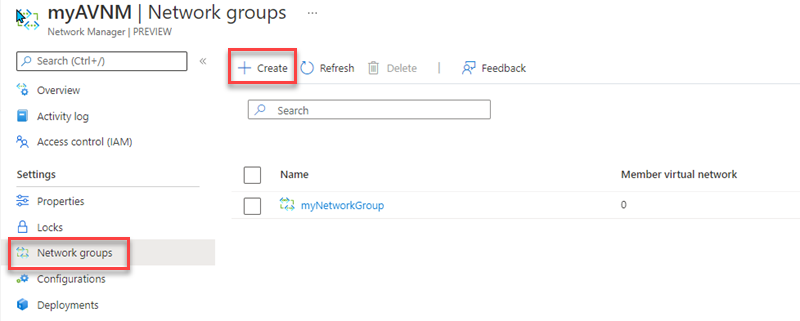 myAVNM | Network groups ...
Network Manager | PREVIEW
Search (Ctrl+/) «
Overview
Activity log
Access control (IAM)
Settings
Properties
Locks
Network groups
Configurations
Deployments
+ Create Refresh Delete | Feedback
Search
Name Member virtual network
myNetworkGroup 0